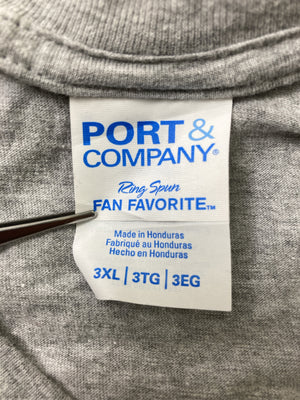 PORT &
COMPANY®
Ring Spun
FAN FAVORITE™
Made in Honduras
Fabriqué au Honduras
Hecho en Honduras
3XL | 3TG | 3EG